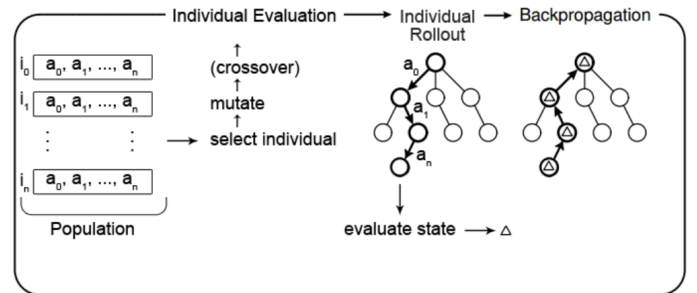 Individual Evaluation
Individual
Rollout
Backpropagation
i₀ a₀, a₁, ..., aₙ
i₁ a₀, a₁, ..., aₙ
iₙ a₀, a₁, ..., aₙ
Population
(crossover)
mutate
select individual
a₀
a₁
aₙ
evaluate state